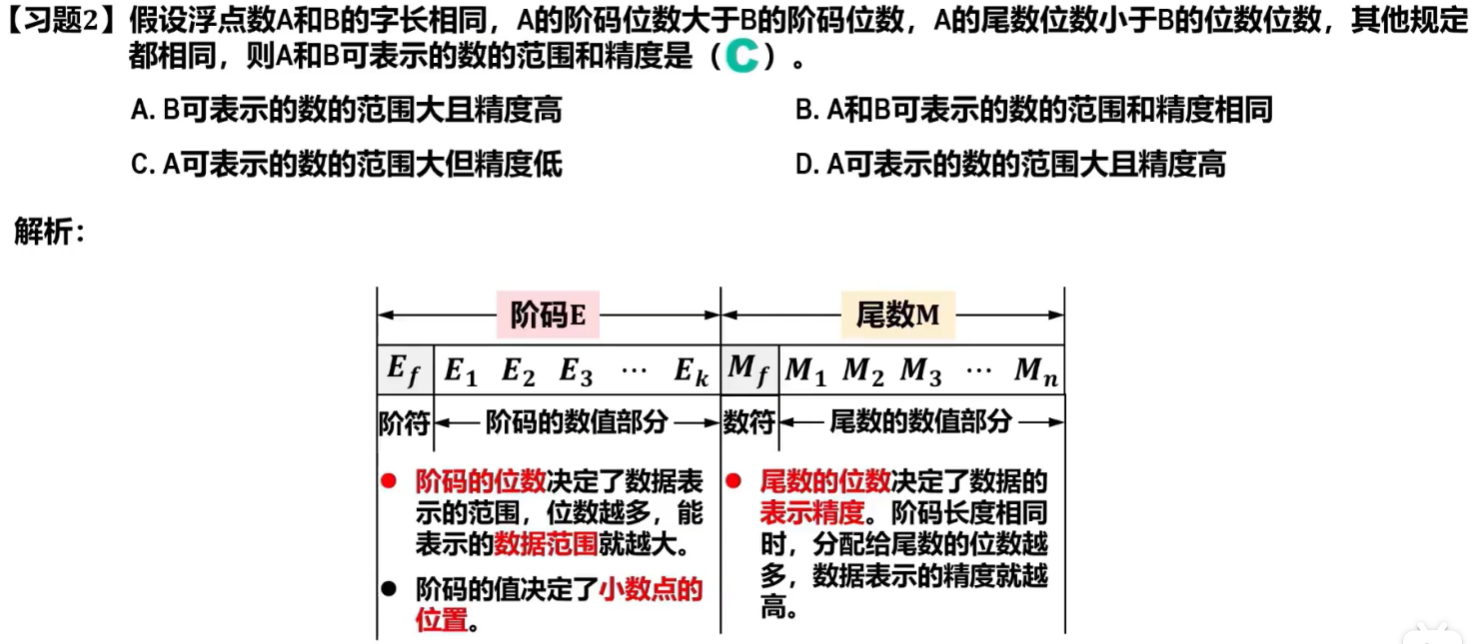 【习题2】假设浮点数A和B的字长相同，A的阶码位数大于B的阶码位数，A的尾数位数小于B的位数位数，其他规定
都相同，则A和B可表示的数的范围和精度是（C）。
A. B可表示的数的范围大且精度高
B. A和B可表示的数的范围和精度相同
C. A可表示的数的范围大但精度低
D. A可表示的数的范围大且精度高
解析：
阶码E
尾数M
E_f E_1 E_2 E_3 … E_k M_f M_1 M_2 M_3 … M_n
阶符 阶码的数值部分 数符 尾数的数值部分
● 阶码的位数决定了数据表
示的范围，位数越多，能
表示的数据范围就越大。
● 阶码的值决定了小数点的
位置。
● 尾数的位数决定了数据的
表示精度。阶码长度相同
时，分配给尾数的位数越
多，数据表示的精度就越
高。